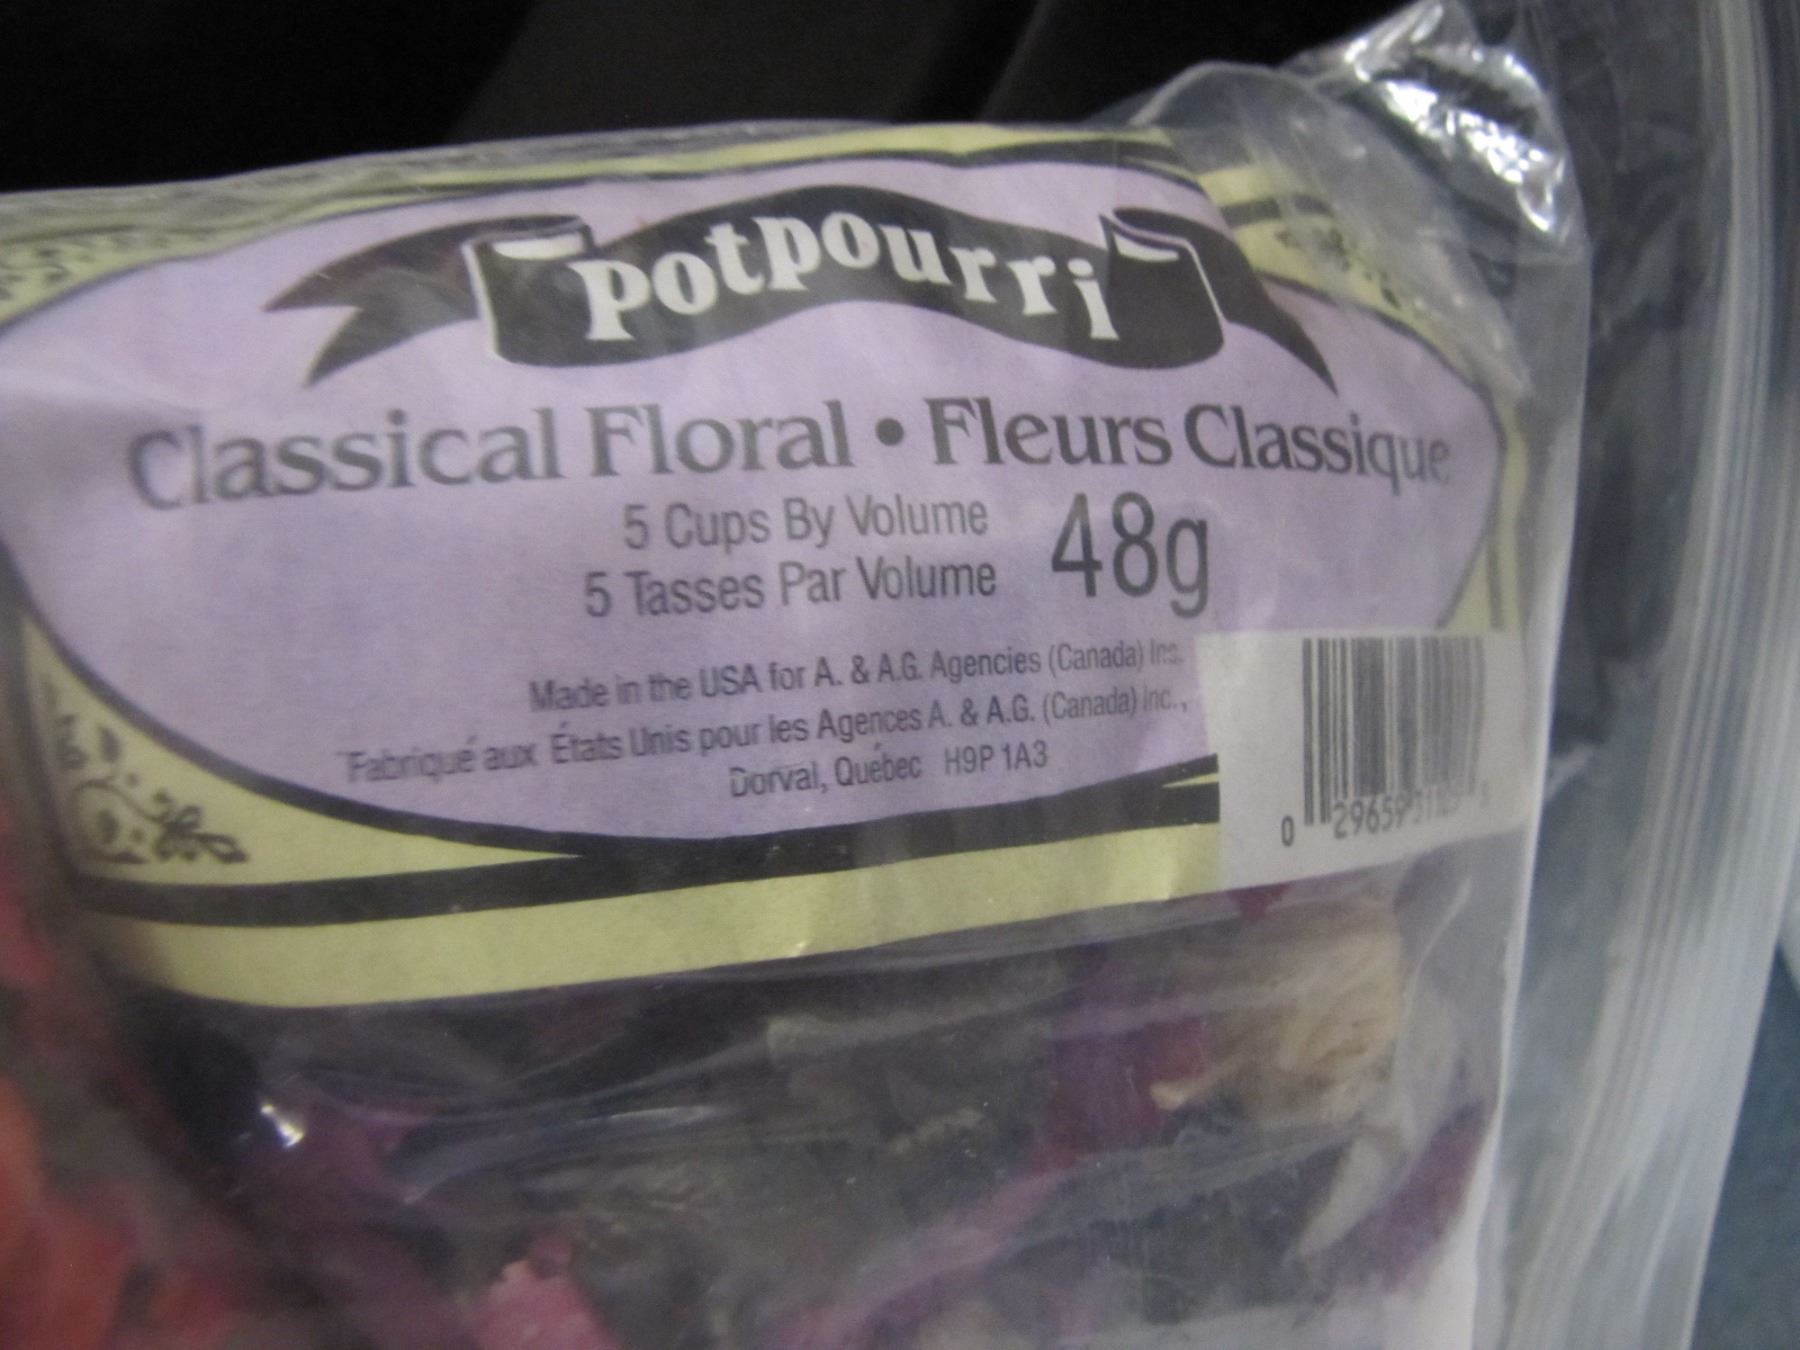 Potpourri
Classical Floral • Fleurs Classique
5 Cups By Volume
5 Tasses Par Volume
48g
Made in the USA for A. & A.G. Agencies (Canada) Inc.
Fabriqué aux États Unis pour les Agences A. & A.G. (Canada) Inc.,
Dorval, Québec H9P 1A3
0